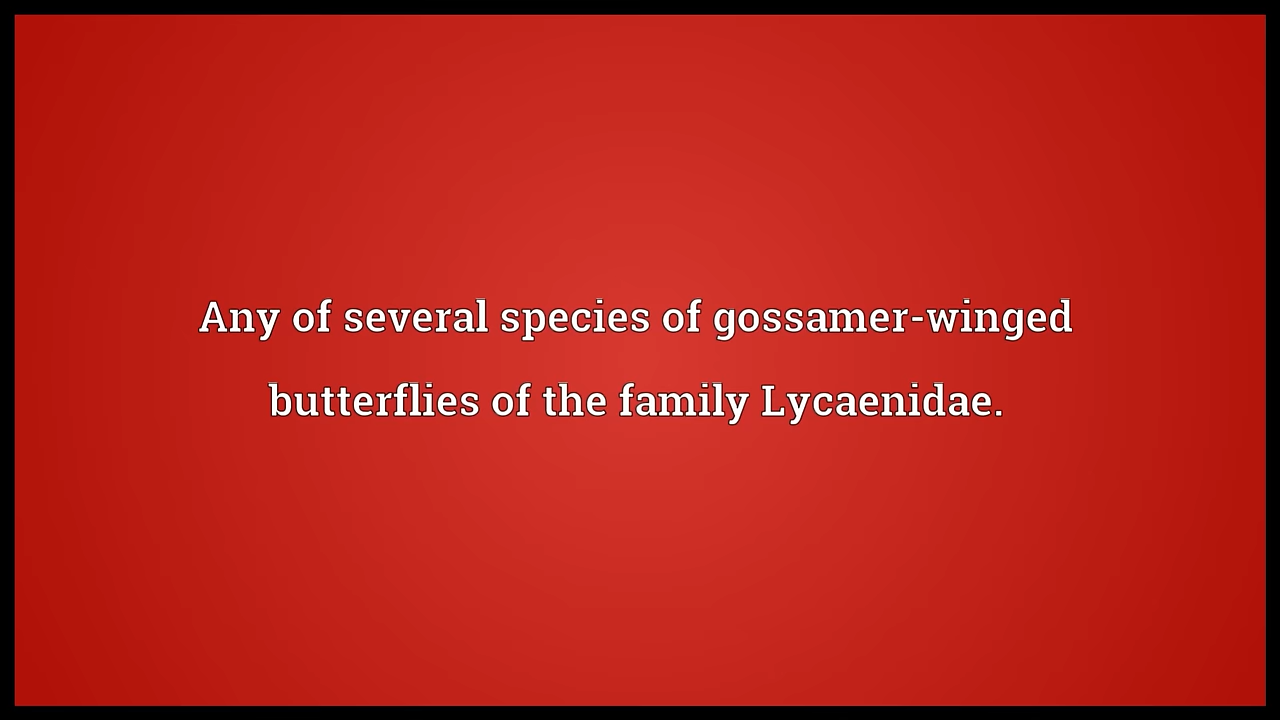 Any of several species of gossamer-winged
butterflies of the family Lycaenidae.